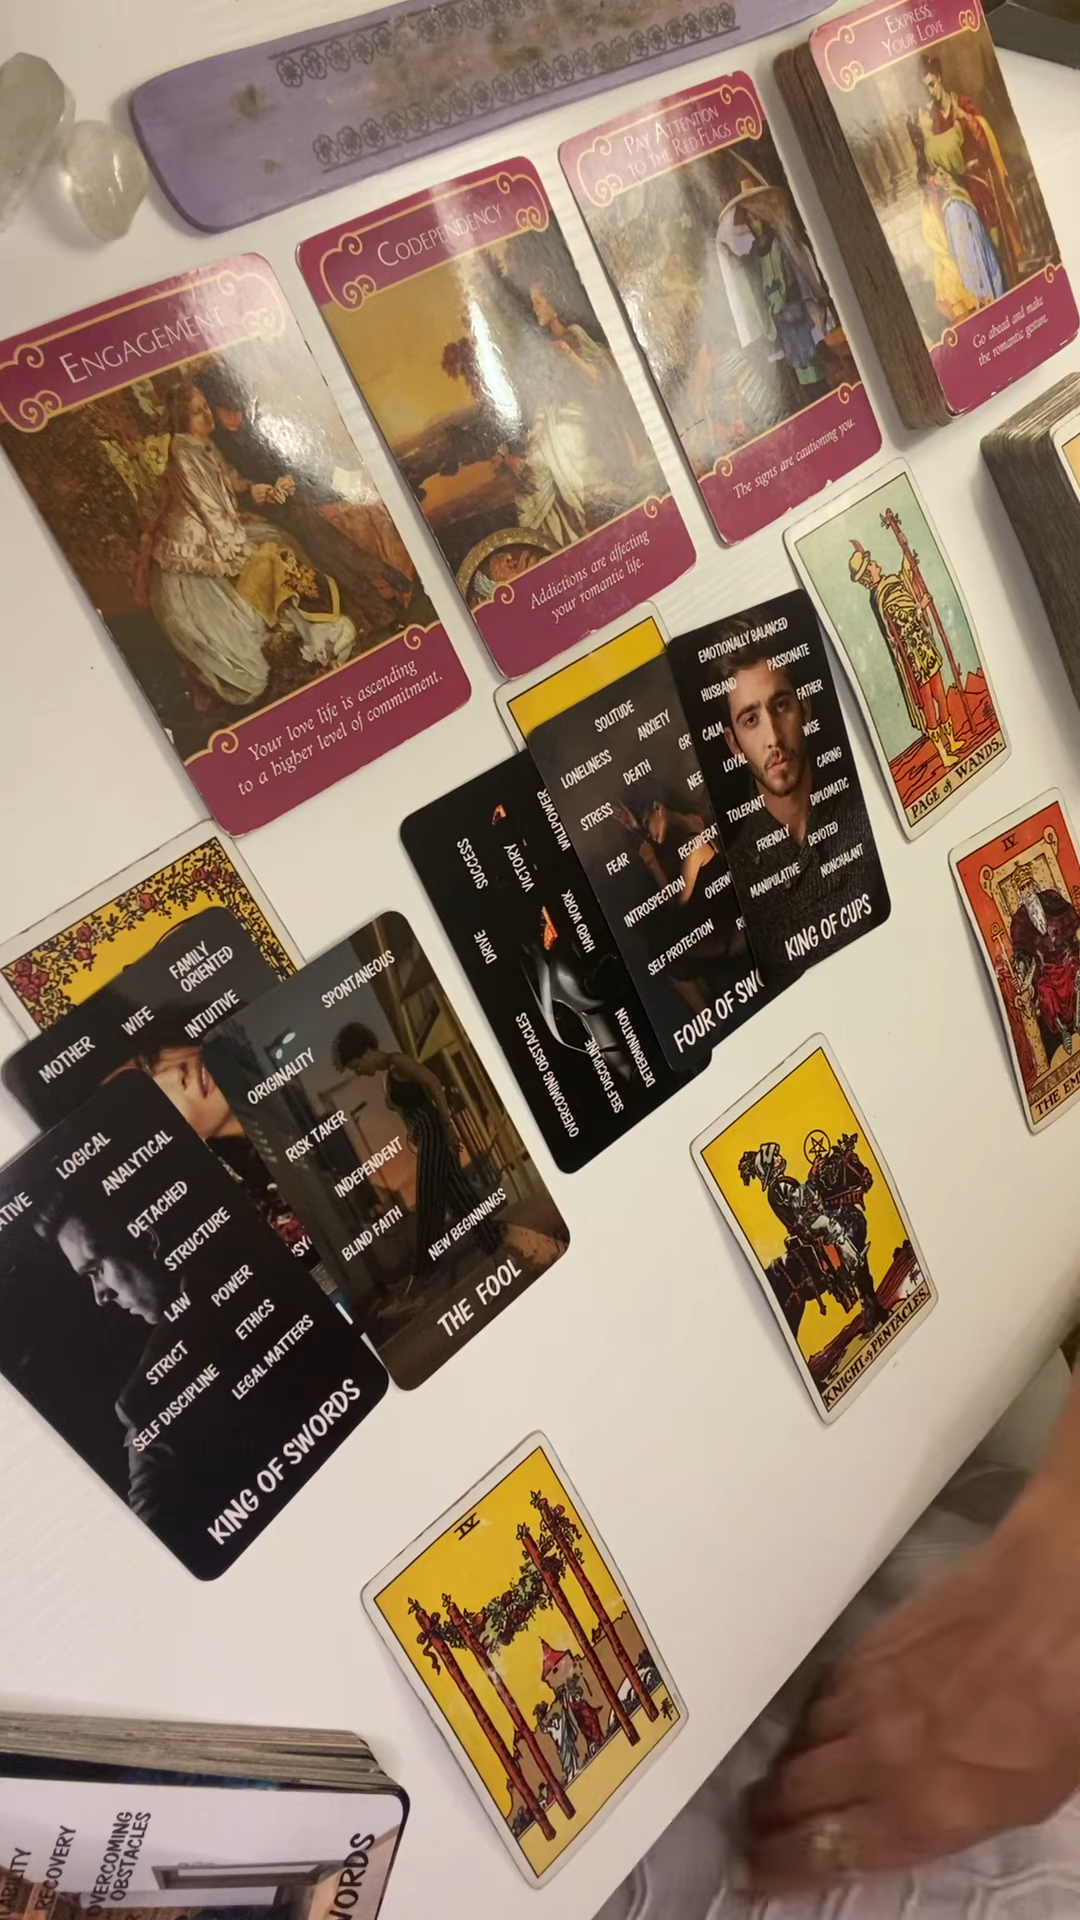 EXPRESS
YOUR LOVE
Go ahead and make
the romantic gesture.
PAY ATTENTION
TO THE RED FLAGS
The signs are cautioning you.
CODEPENDENCY
Addictions are affecting
your romantic life.
ENGAGEMENT
Your love life is ascending
to a higher level of commitment.
PAGE of WANDS.
EMOTIONALLY BALANCED
HUSBAND
PASSIONATE
FATHER
CALM
WISE
LOYAL
CARING
TOLERANT
DIPLOMATIC
FRIENDLY
DEVOTED
MANIPULATIVE
NONCHALANT
KING OF CUPS
SOLITUDE
ANXIETY
LONELINESS
DEATH
STRESS
FEAR
INTROSPECTION
SELF PROTECTION
FOUR OF
SUCCESS
VICTORY
WILLPOWER
DRIVE
HARD WORK
OVERCOMING OBSTACLES
SELF DISCIPLINE
DETERMINATION
IV
KNIGHT of PENTACLES.
FAMILY
ORIENTED
MOTHER
WIFE
INTUITIVE
SPONTANEOUS
ORIGINALITY
RISK TAKER
INDEPENDENT
BLIND FAITH
NEW BEGINNINGS
THE FOOL
LOGICAL
ANALYTICAL
DETACHED
STRUCTURE
LAW
POWER
STRICT
ETHICS
SELF DISCIPLINE
LEGAL MATTERS
KING OF SWORDS
IV
RECOVERY
OVERCOMING
OBSTACLES